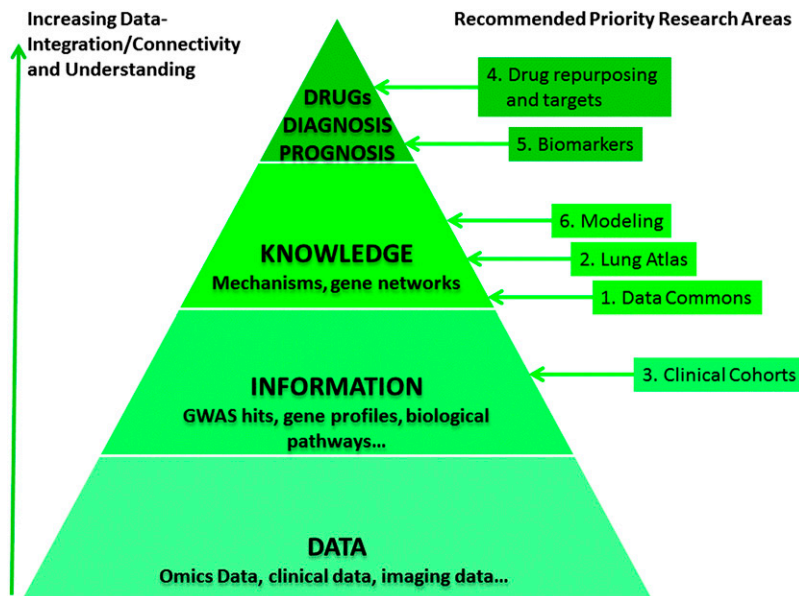 Increasing Data-
Integration/Connectivity
and Understanding
Recommended Priority Research Areas
DRUGs
DIAGNOSIS
PROGNOSIS
4. Drug repurposing
and targets
5. Biomarkers
KNOWLEDGE
Mechanisms, gene networks
6. Modeling
2. Lung Atlas
1. Data Commons
INFORMATION
GWAS hits, gene profiles, biological
pathways...
3. Clinical Cohorts
DATA
Omics Data, clinical data, imaging data...